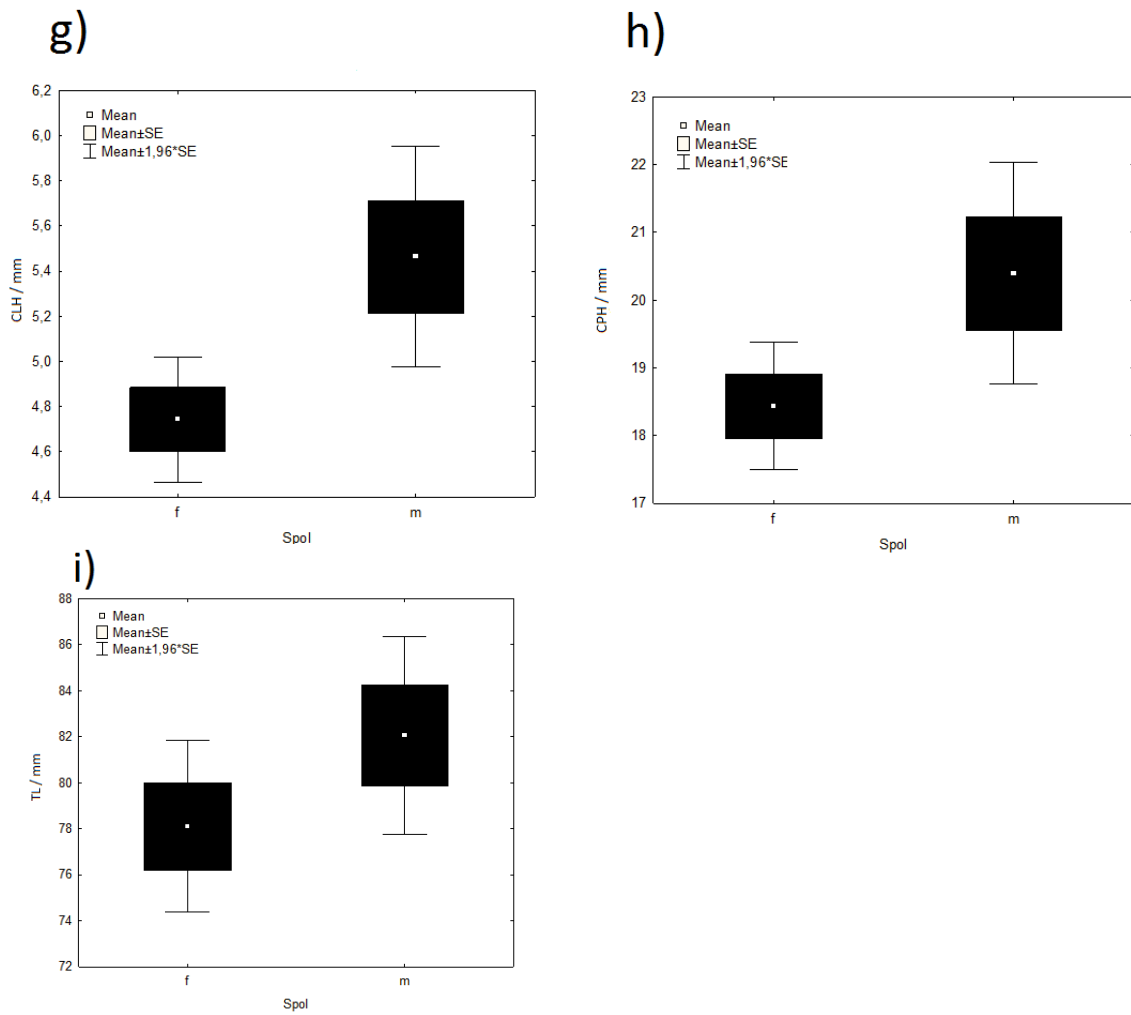 g)
6,2
Mean
Mean±SE
Mean±1,96*SE
6,0
5,8
5,6
5,4
5,2
5,0
4,8
4,6
4,4
CLH / mm
f
m
Spol
h)
23
Mean
Mean±SE
Mean±1,96*SE
22
21
20
19
18
17
CPH / mm
f
m
Spol
i)
88
Mean
Mean±SE
Mean±1,96*SE
86
84
82
80
78
76
74
72
TL / mm
f
m
Spol